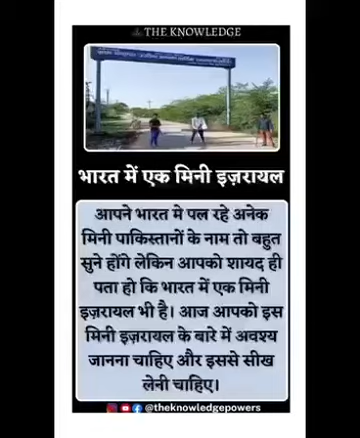 THE KNOWLEDGE
भारत में एक मिनी इज़रायल
आपने भारत मे पल रहे अनेक
मिनी पाकिस्तानों के नाम तो बहुत
सुने होंगे लेकिन आपको शायद ही
पता हो कि भारत में एक मिनी
इज़रायल भी है। आज आपको इस
मिनी इज़रायल के बारे में अवश्य
जानना चाहिए और इससे सीख
लेनी चाहिए।
@theknowledgepowers